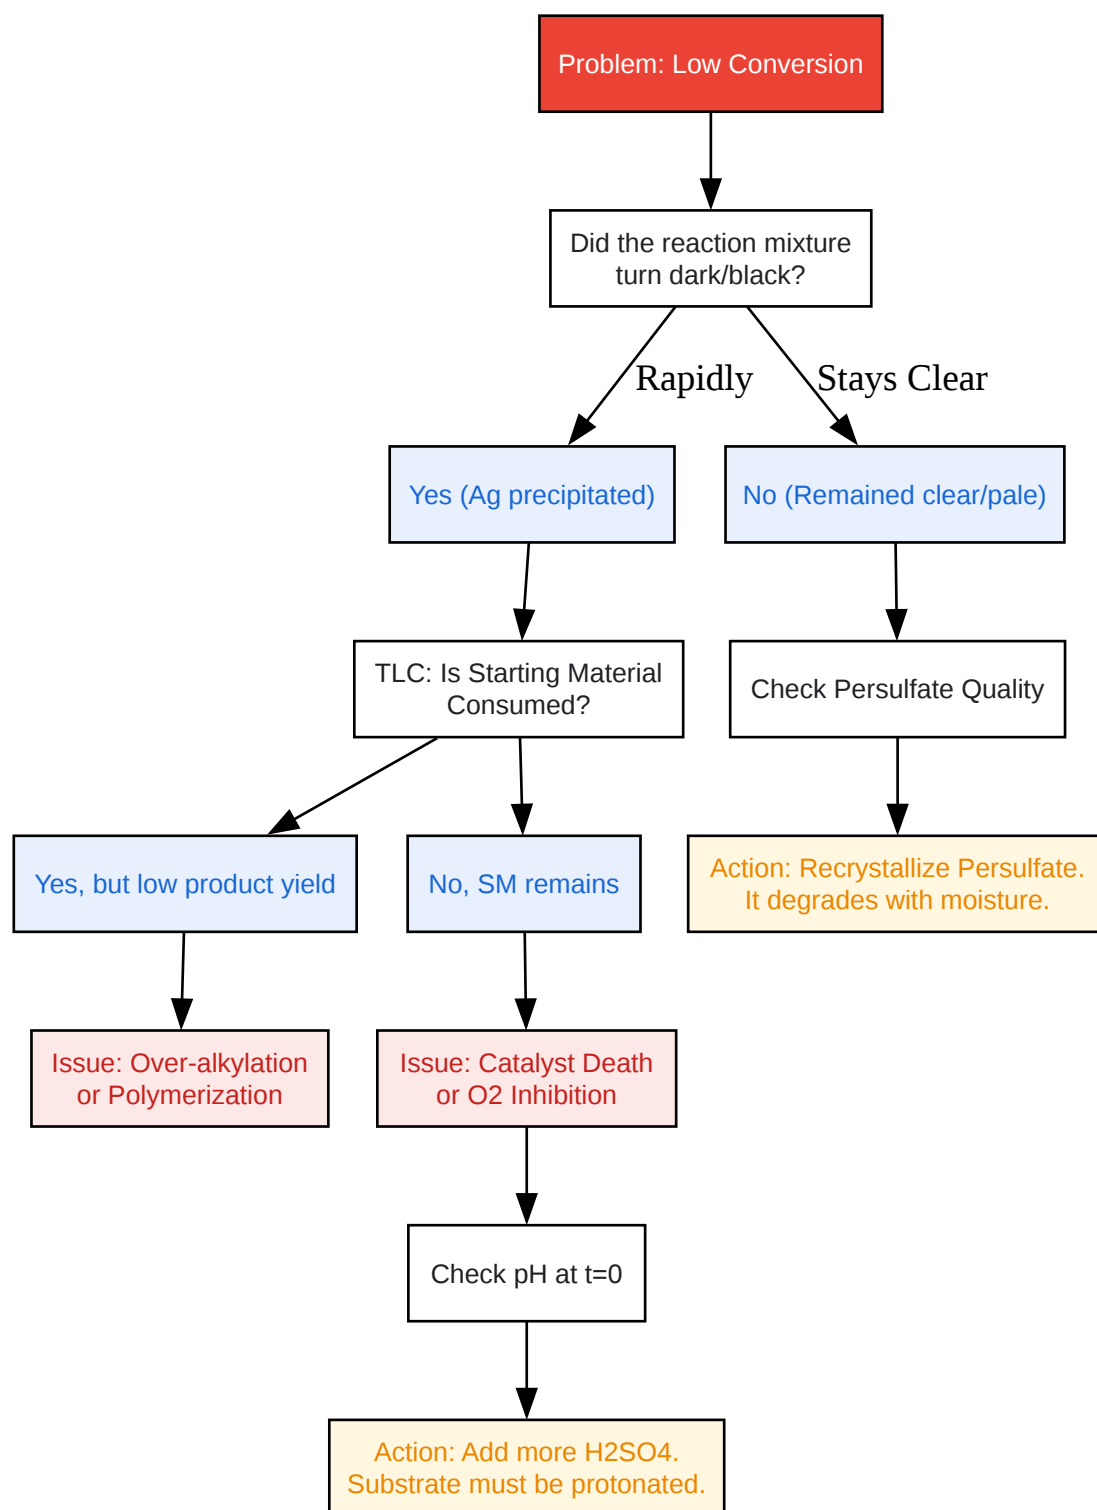 Problem: Low Conversion
Did the reaction mixture
turn dark/black?
Rapidly
Stays Clear
Yes (Ag precipitated)
No (Remained clear/pale)
TLC: Is Starting Material
Consumed?
Check Persulfate Quality
Yes, but low product yield
No, SM remains
Action: Recrystallize Persulfate.
It degrades with moisture.
Issue: Over-alkylation
or Polymerization
Issue: Catalyst Death
or O2 Inhibition
Check pH at t=0
Action: Add more H2SO4.
Substrate must be protonated.